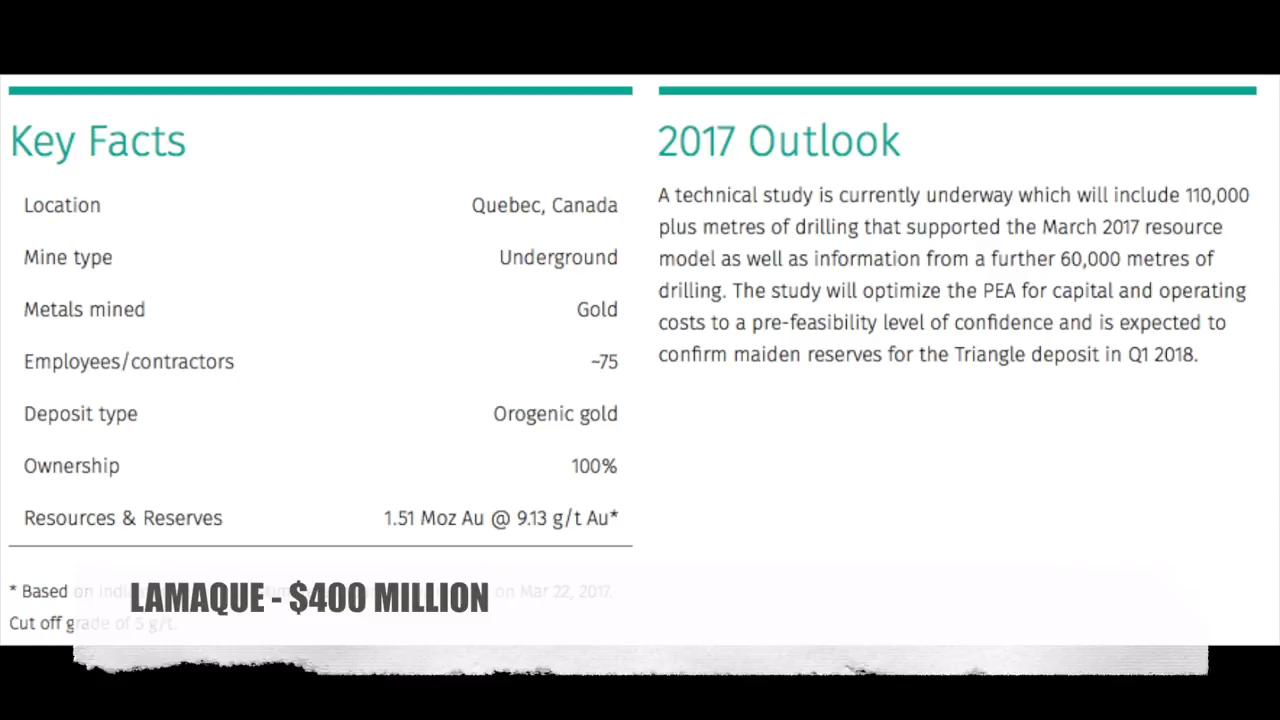 Key Facts
Location Quebec, Canada
Mine type Underground
Metals mined Gold
Employees/contractors ~75
Deposit type Orogenic gold
Ownership 100%
Resources & Reserves 1.51 Moz Au @ 9.13 g/t Au*
* Based on on Mar 22, 2017.
Cut off grade of 5 g/t.
2017 Outlook
A technical study is currently underway which will include 110,000
plus metres of drilling that supported the March 2017 resource
model as well as information from a further 60,000 metres of
drilling. The study will optimize the PEA for capital and operating
costs to a pre-feasibility level of confidence and is expected to
confirm maiden reserves for the Triangle deposit in Q1 2018.
LAMAQUE - $400 MILLION